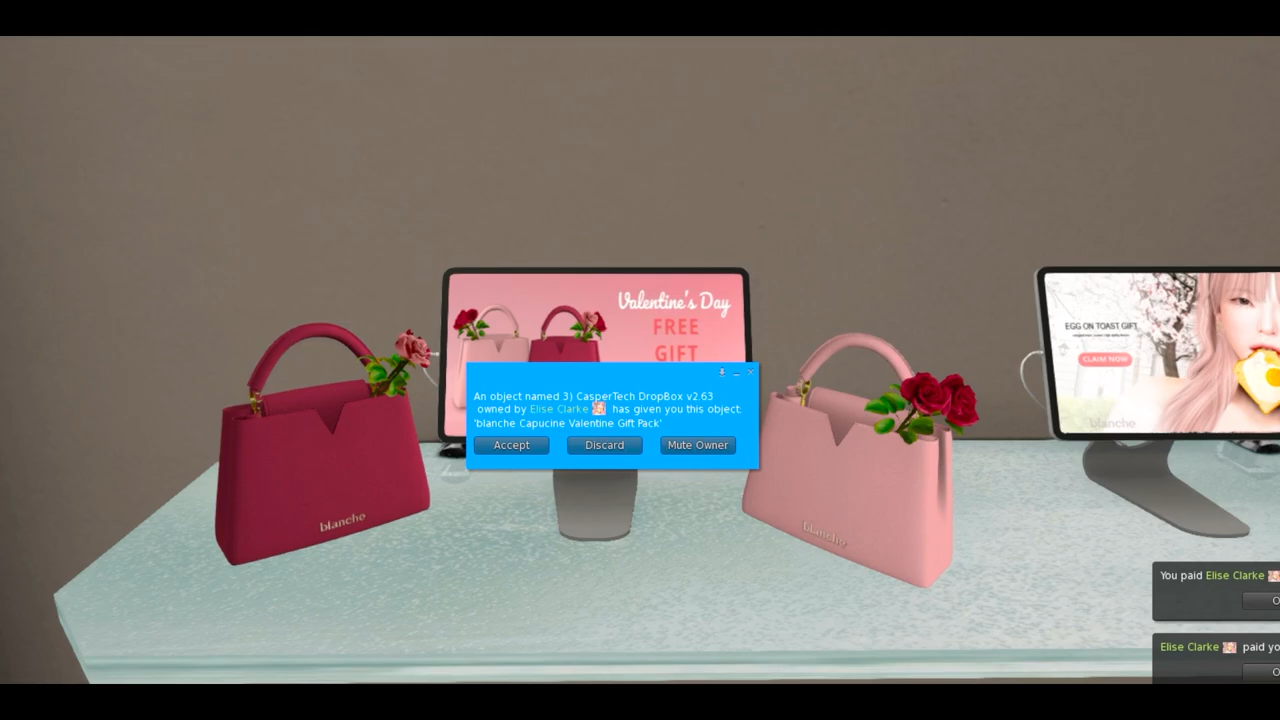 Valentine's Day
FREE
GIFT
EGG ON TOAST GIFT
CLAIM NOW
blanche
An object named 3) CasperTech DropBox v2.63
owned by Elise Clarke has given you this object:
'blanche Capucine Valentine Gift Pack'
Accept Discard Mute Owner
blanche
blanche
You paid Elise Clarke
Elise Clarke paid yo